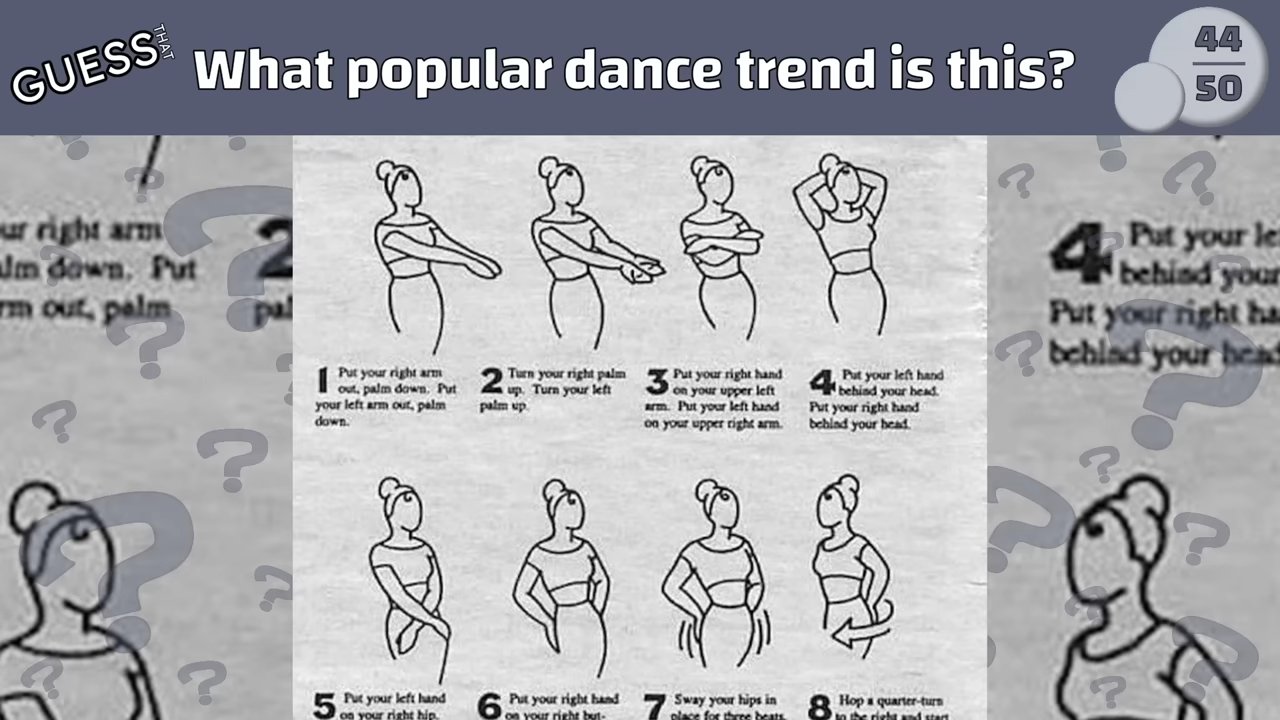 GUESS THAT
What popular dance trend is this?
44
50
ur right arm
alm down. Put
rm out, palm
2
pal
4 Put your le
behind your
Put your right ha
behind your head
1 Put your right arm
out, palm down. Put
your left arm out, palm
down.
2 Turn your right palm
up. Turn your left
palm up.
3 Put your right hand
on your upper left
arm. Put your left hand
on your upper right arm.
4 Put your left hand
behind your head.
Put your right hand
behind your head.
5 Put your left hand
on your right hip.
6 Put your right hand
on your right but-
7 Sway your hips in
place for three beats.
8 Hop a quarter-turn
to the right and start